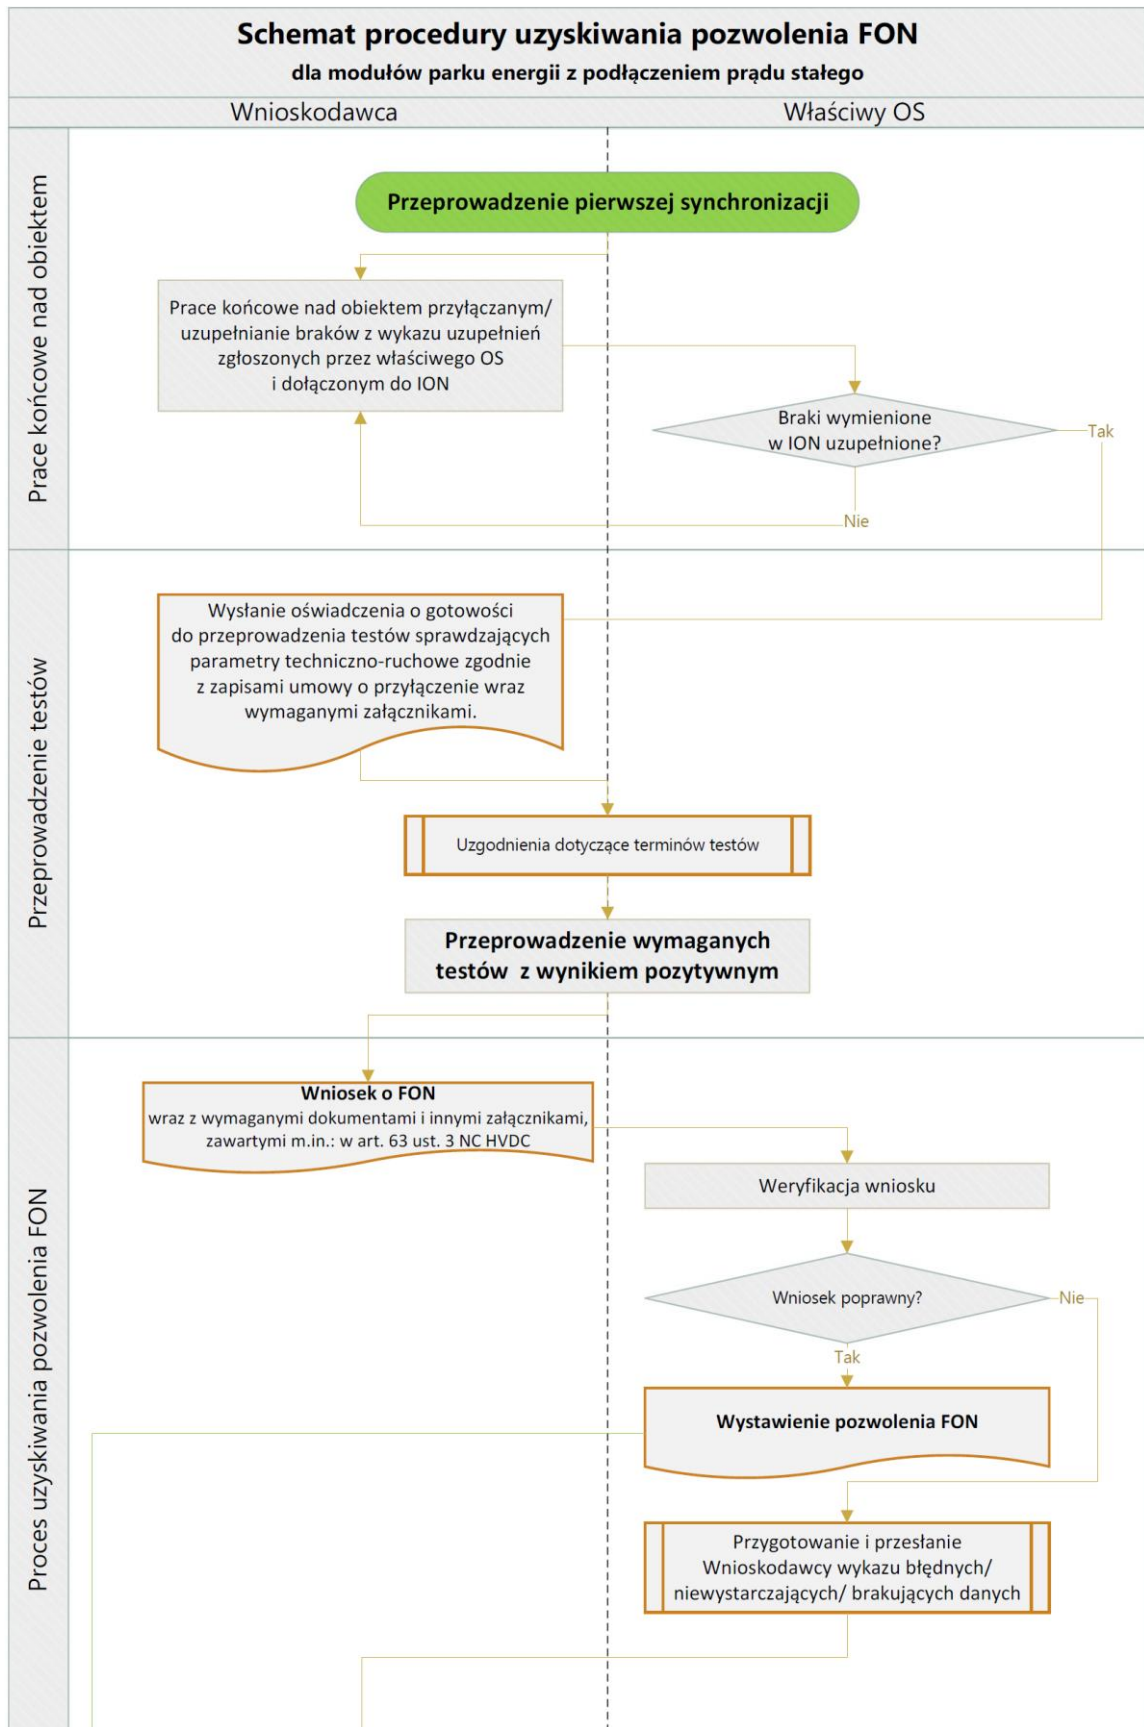 Schemat procedury uzyskiwania pozwolenia FON
dla modułów parku energii z podłączeniem prądu stałego
Wnioskodawca
Właściwy OS
Prace końcowe nad obiektem
Przeprowadzenie pierwszej synchronizacji
Prace końcowe nad obiektem przyłączanym/
uzupełnianie braków z wykazu uzupełnień
zgłoszonych przez właściwego OS
i dołączonym do ION
Braki wymienione
w ION uzupełnione?
Tak
Nie
Przeprowadzenie testów
Wysłanie oświadczenia o gotowości
do przeprowadzenia testów sprawdzających
parametry techniczno-ruchowe zgodnie
z zapisami umowy o przyłączenie wraz
wymaganymi załącznikami.
Uzgodnienia dotyczące terminów testów
Przeprowadzenie wymaganych
testów z wynikiem pozytywnym
Proces uzyskiwania pozwolenia FON
Wniosek o FON
wraz z wymaganymi dokumentami i innymi załącznikami,
zawartymi m.in.: w art. 63 ust. 3 NC HVDC
Weryfikacja wniosku
Wniosek poprawny?
Nie
Tak
Wystawienie pozwolenia FON
Przygotowanie i przesłanie
Wnioskodawcy wykazu błędnych/
niewystarczających/ brakujących danych